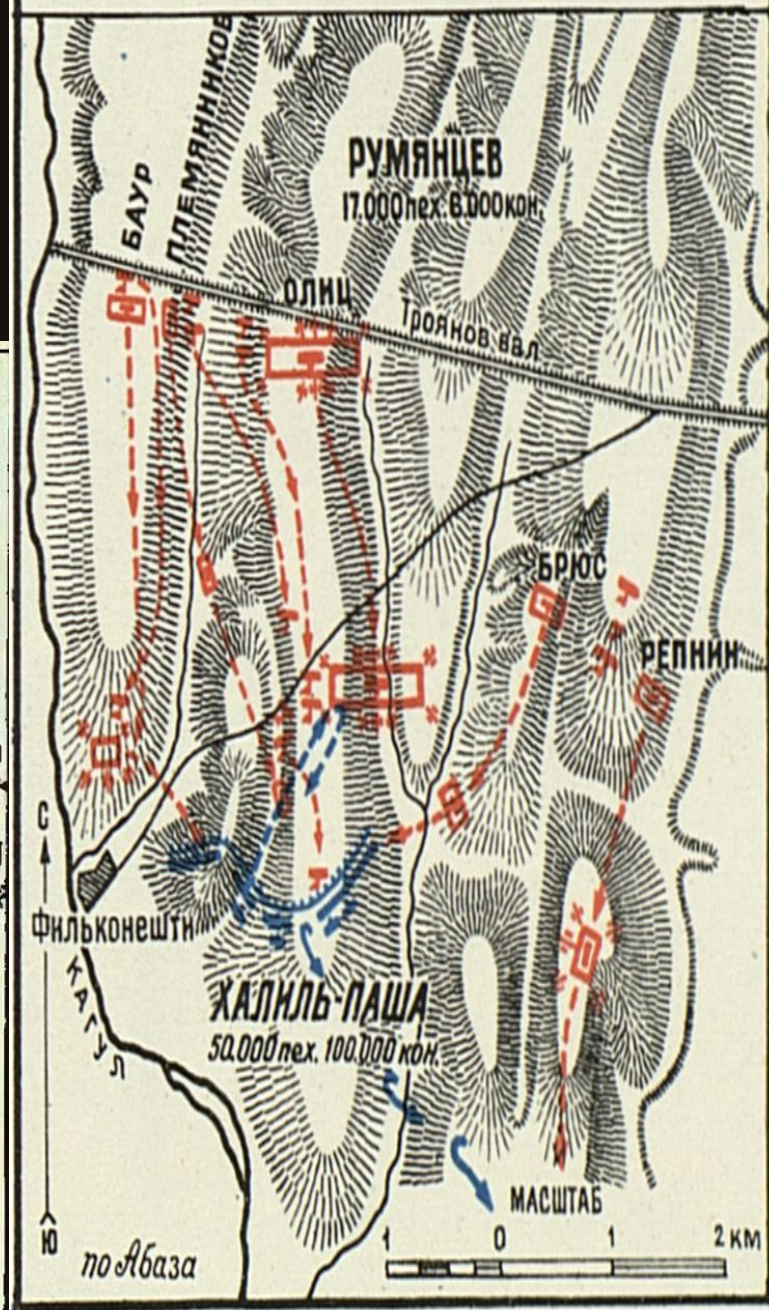 ПЛЕМЯННИКОВ
БАУР
РУМЯНЦЕВ
17.000 пех. 6.000 кон.
ОЛИЦ
Троянов вал
БРЮС
РЕПНИН
С
Фильконешти
КАГУЛ
ХАЛИЛЬ-ПАША
50.000 пех. 100.000 кон.
МАСШТАБ
1 0 1 2 км
Ю
по Абаза